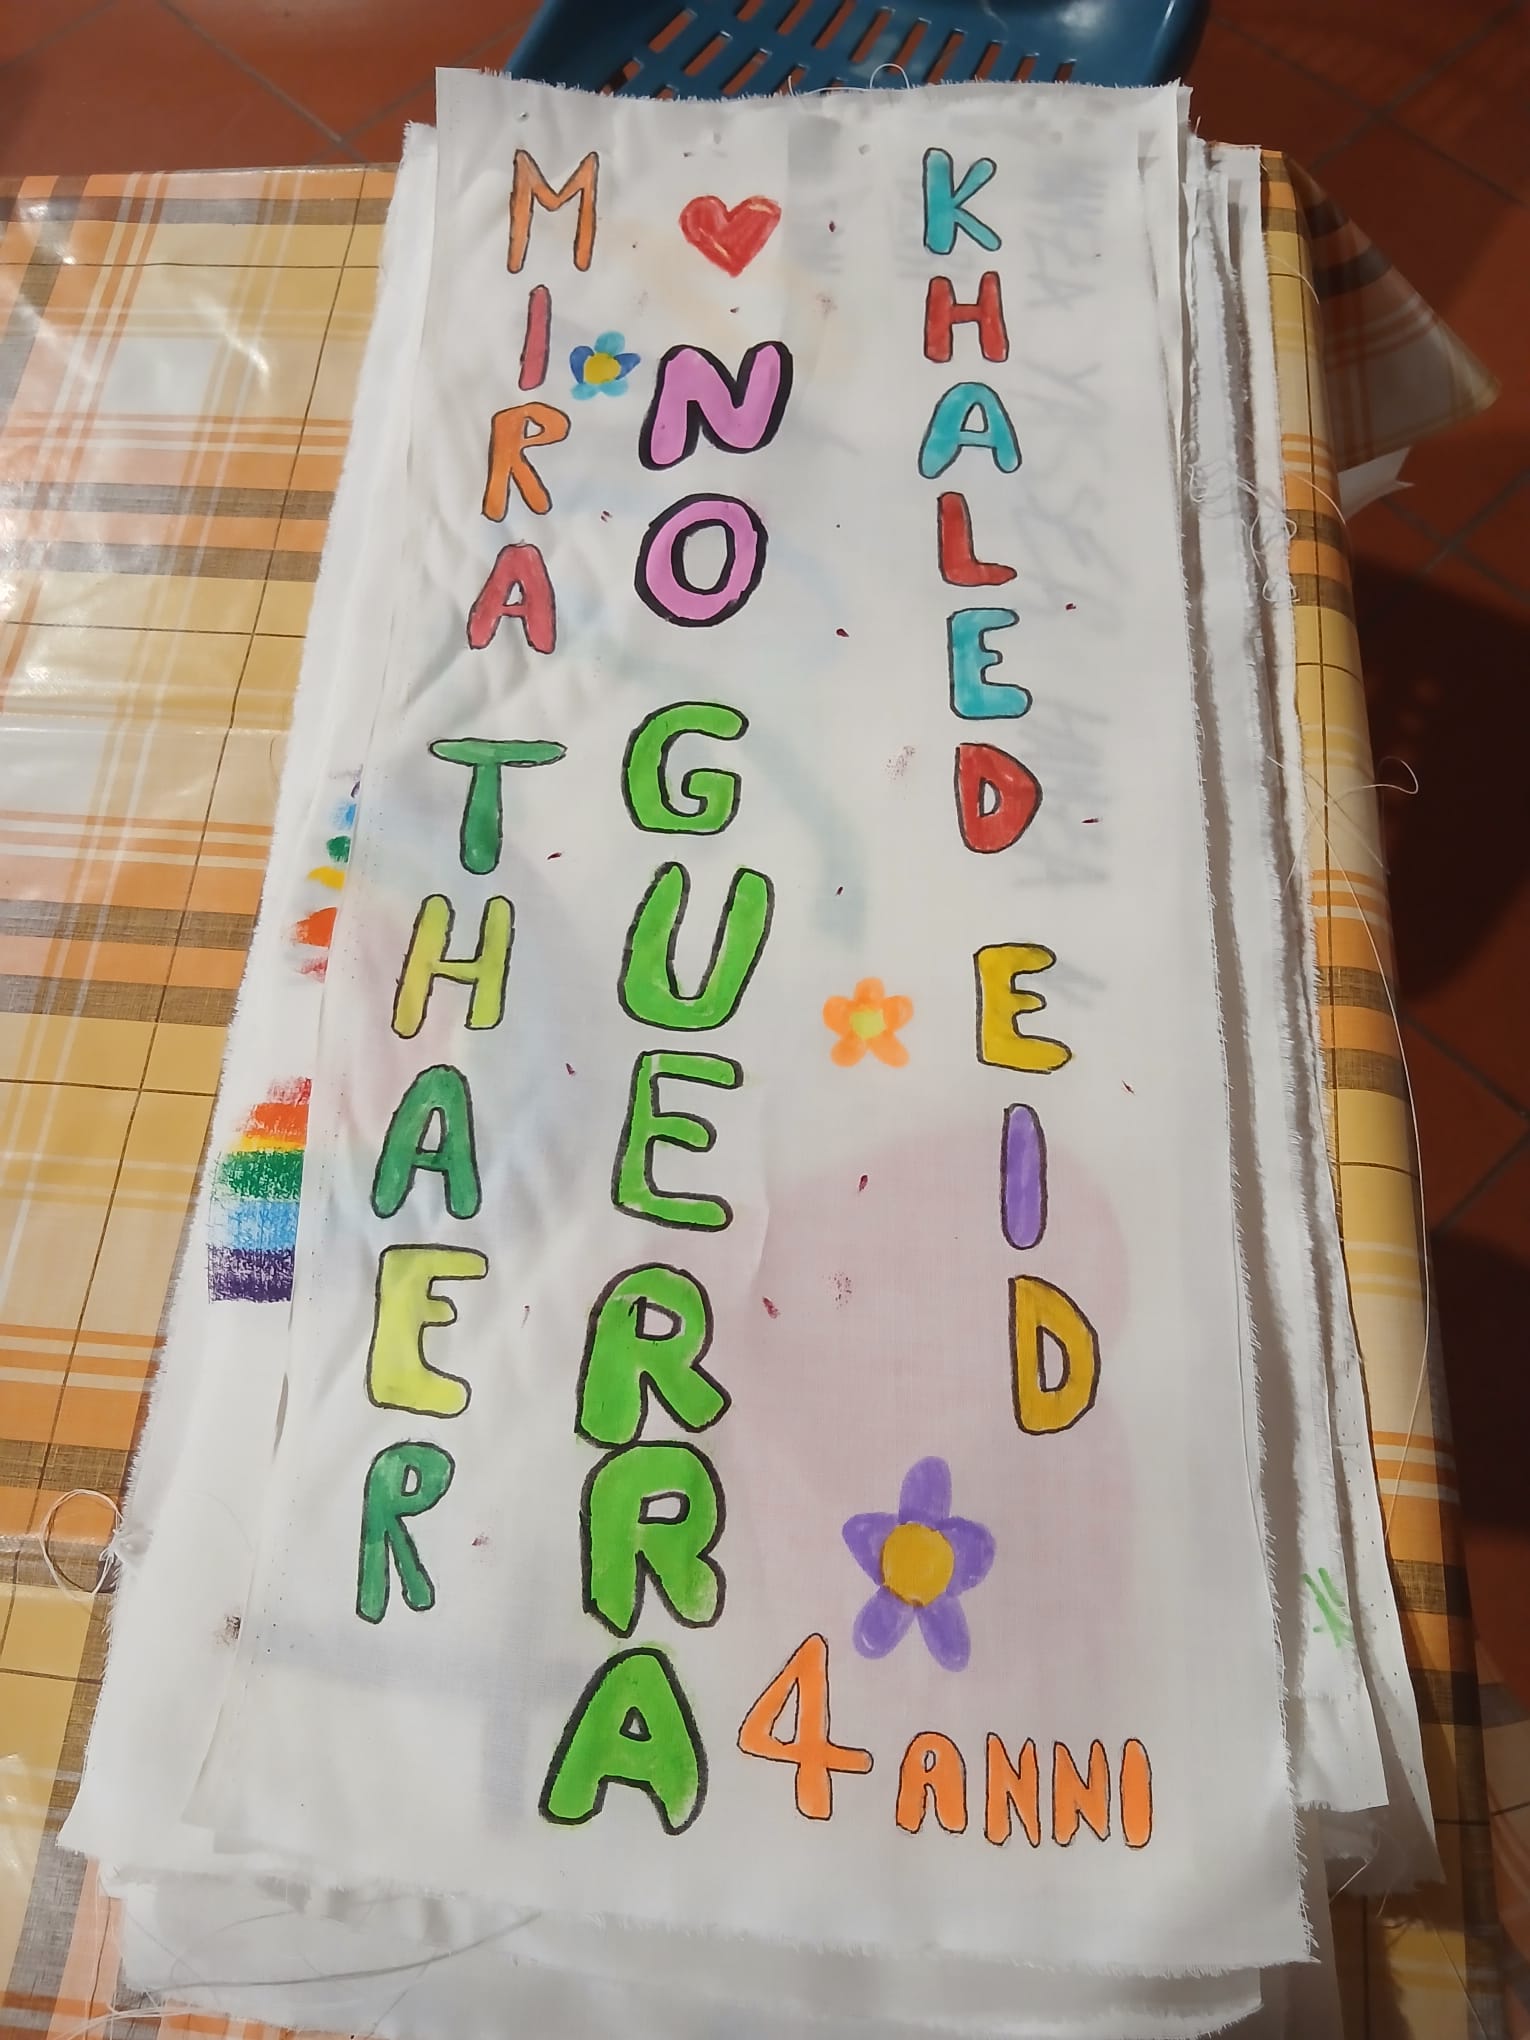 MIRA THAER
NO GUERRA
KHALED EID
4 ANNI